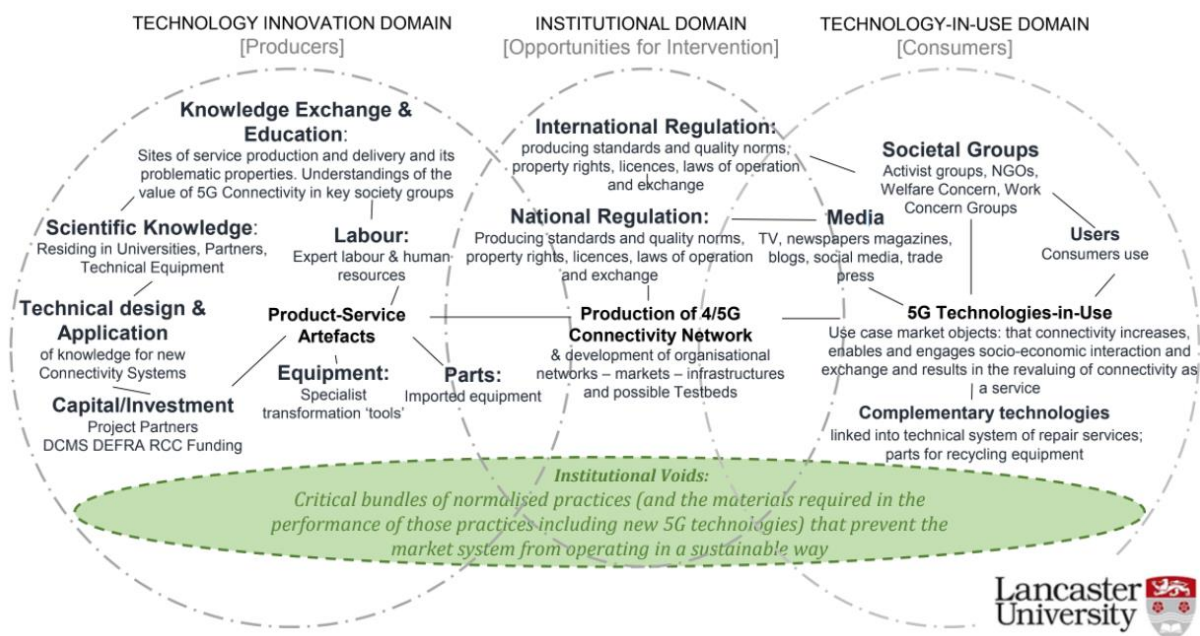 TECHNOLOGY INNOVATION DOMAIN
[Producers]
INSTITUTIONAL DOMAIN
[Opportunities for Intervention]
TECHNOLOGY-IN-USE DOMAIN
[Consumers]
Knowledge Exchange &
Education:
Sites of service production and delivery and its
problematic properties. Understandings of the
value of 5G Connectivity in key society groups
Scientific Knowledge:
Residing in Universities, Partners,
Technical Equipment
Labour:
Expert labour & human
resources
Technical design &
Application
of knowledge for new
Connectivity Systems
Product-Service
Artefacts
Equipment:
Specialist
transformation ‘tools’
Parts:
Imported equipment
Capital/Investment
Project Partners
DCMS DEFRA RCC Funding
International Regulation:
producing standards and quality norms,
property rights, licences, laws of operation
and exchange
National Regulation:
Producing standards and quality norms,
property rights, licences, laws of operation
and exchange
Production of 4/5G
Connectivity Network
& development of organisational
networks – markets – infrastructures
and possible Testbeds
Societal Groups
Activist groups, NGOs,
Welfare Concern, Work
Concern Groups
Media
TV, newspapers magazines,
blogs, social media, trade
press
Users
Consumers use
5G Technologies-in-Use
Use case market objects: that connectivity increases,
enables and engages socio-economic interaction and
exchange and results in the revaluing of connectivity as
a service
Complementary technologies
linked into technical system of repair services;
parts for recycling equipment
Institutional Voids:
Critical bundles of normalised practices (and the materials required in the
performance of those practices including new 5G technologies) that prevent the
market system from operating in a sustainable way
Lancaster
University